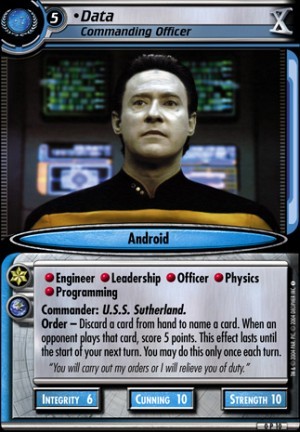 5 •Data X
Commanding Officer
Android
•Engineer •Leadership •Officer •Physics
•Programming
Commander: U.S.S. Sutherland.
Order – Discard a card from hand to name a card. When an
opponent plays that card, score 5 points. This effect lasts until
the start of your next turn. You may do this only once each turn.
"You will carry out my orders or I will relieve you of duty."
INTEGRITY 6 CUNNING 10 STRENGTH 10